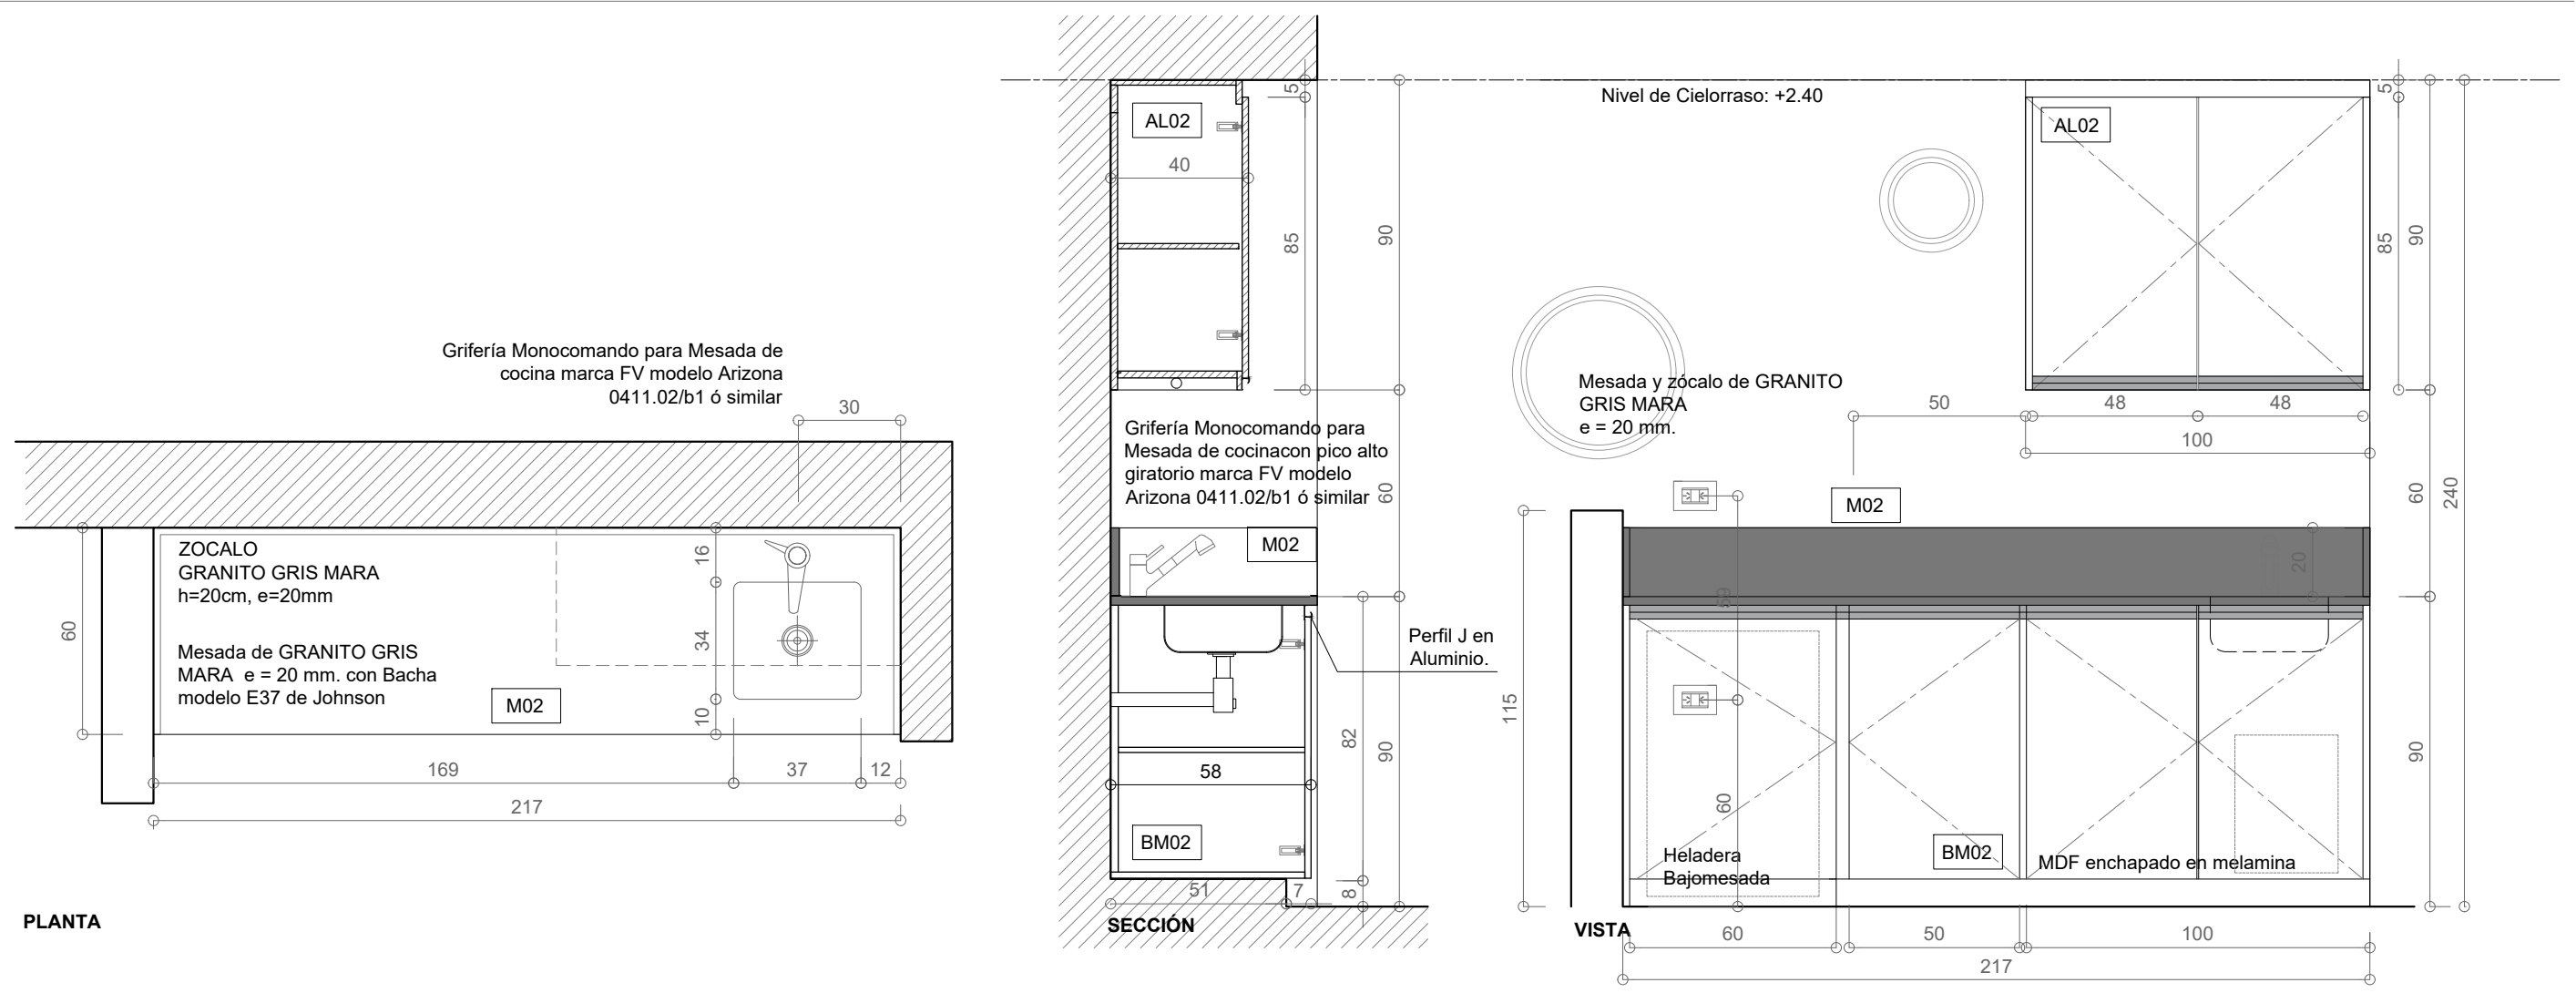 Grifería Monocomando para Mesada de
cocina marca FV modelo Arizona
0411.02/b1 ó similar
30
60
ZOCALO
GRANITO GRIS MARA
h=20cm, e=20mm
Mesada de GRANITO GRIS
MARA e = 20 mm. con Bacha
modelo E37 de Johnson
M02
16
34
10
169
37
12
217
PLANTA
AL02
40
5
85
90
Grifería Monocomando para
Mesada de cocinacon pico alto
giratorio marca FV modelo
Arizona 0411.02/b1 ó similar
60
M02
Perfil J en
Aluminio.
82
90
58
BM02
51
7
8
SECCIÓN
Nivel de Cielorraso: +2.40
AL02
5
85
90
Mesada y zócalo de GRANITO
GRIS MARA
e = 20 mm.
50
48
48
100
M02
60
240
20
59
115
60
90
Heladera
Bajomesada
BM02
MDF enchapado en melamina
VISTA
60
50
100
217